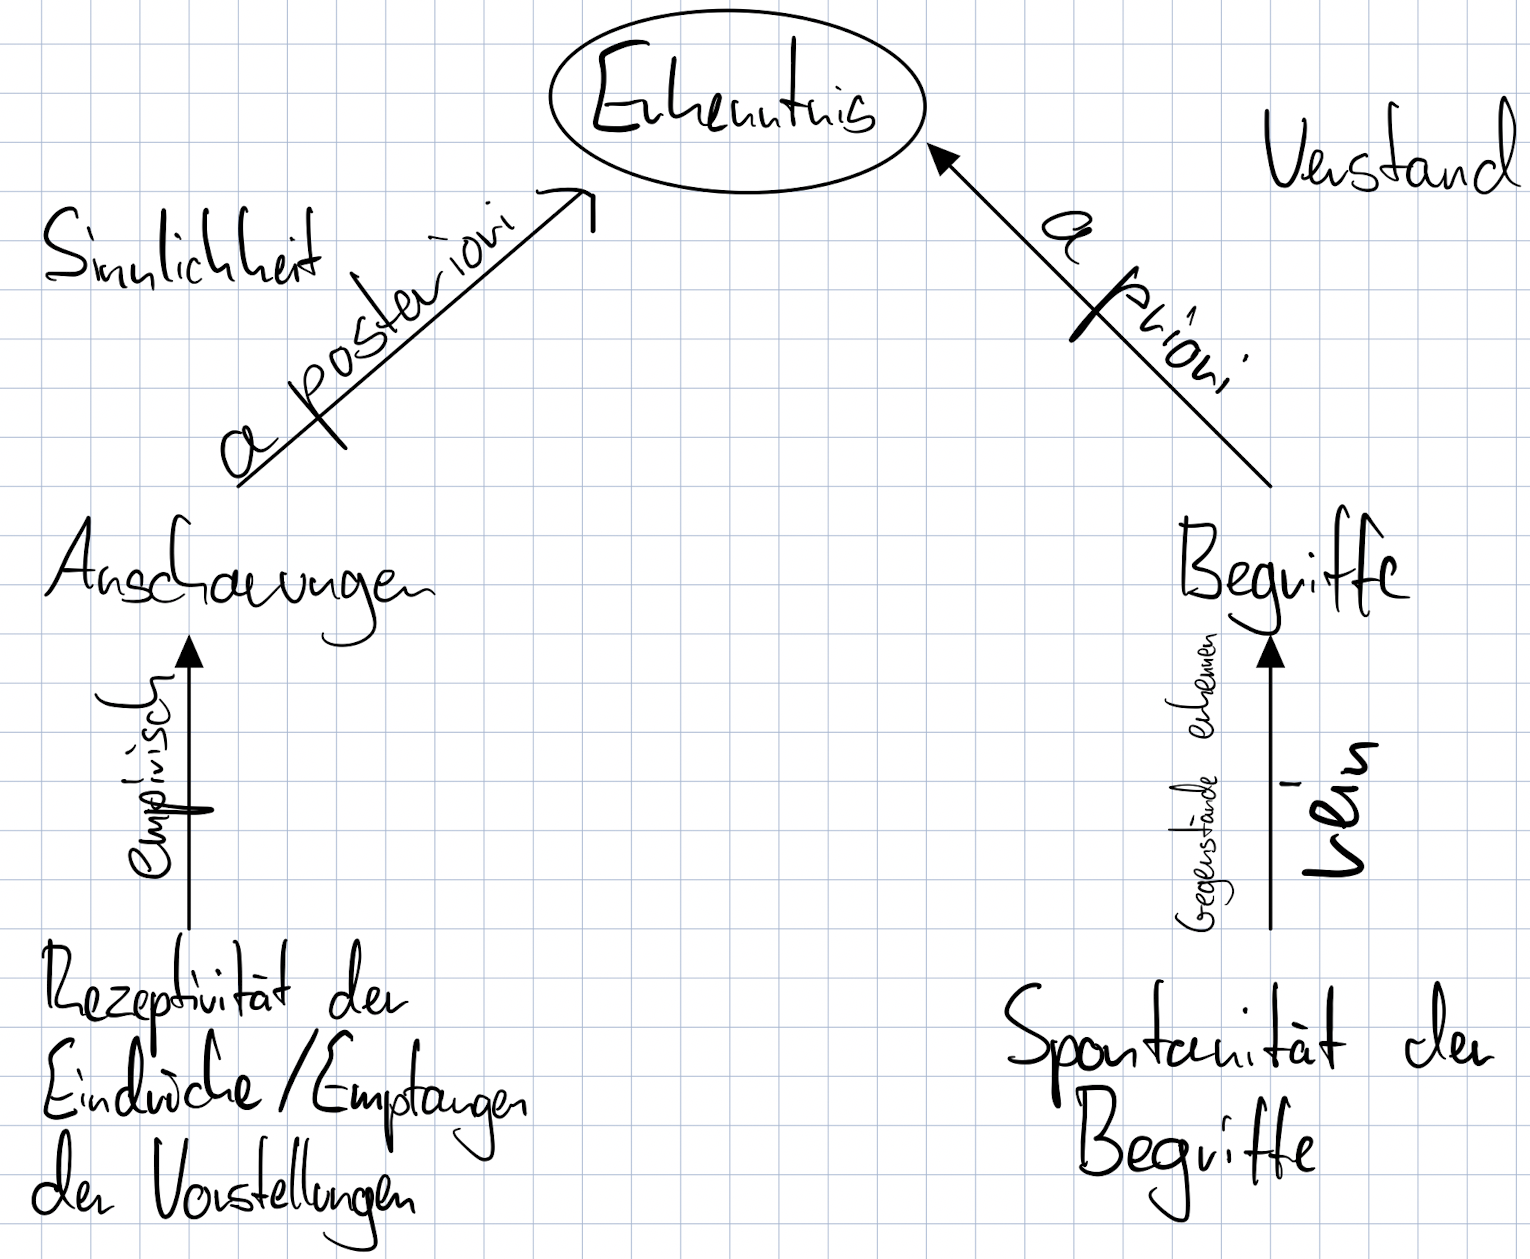 Erkenntnis
Verstand
Sinnlichkeit
a posteriori
a priori
Anschauungen
Begriffe
empirisch
Gegenstände erkennen
rein
Rezeptivität der
Eindrücke/Empfangen
der Vorstellungen
Spontanität der
Begriffe